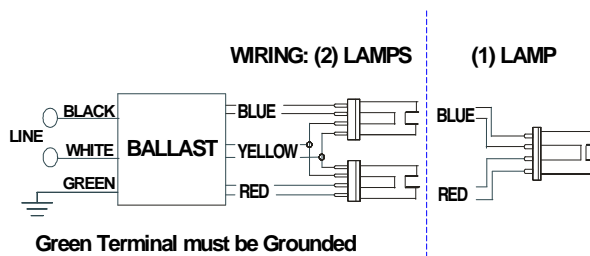 WIRING: (2) LAMPS
(1) LAMP
BLACK
BLUE
BLUE
LINE
WHITE
BALLAST
YELLOW
GREEN
RED
RED
Green Terminal must be Grounded